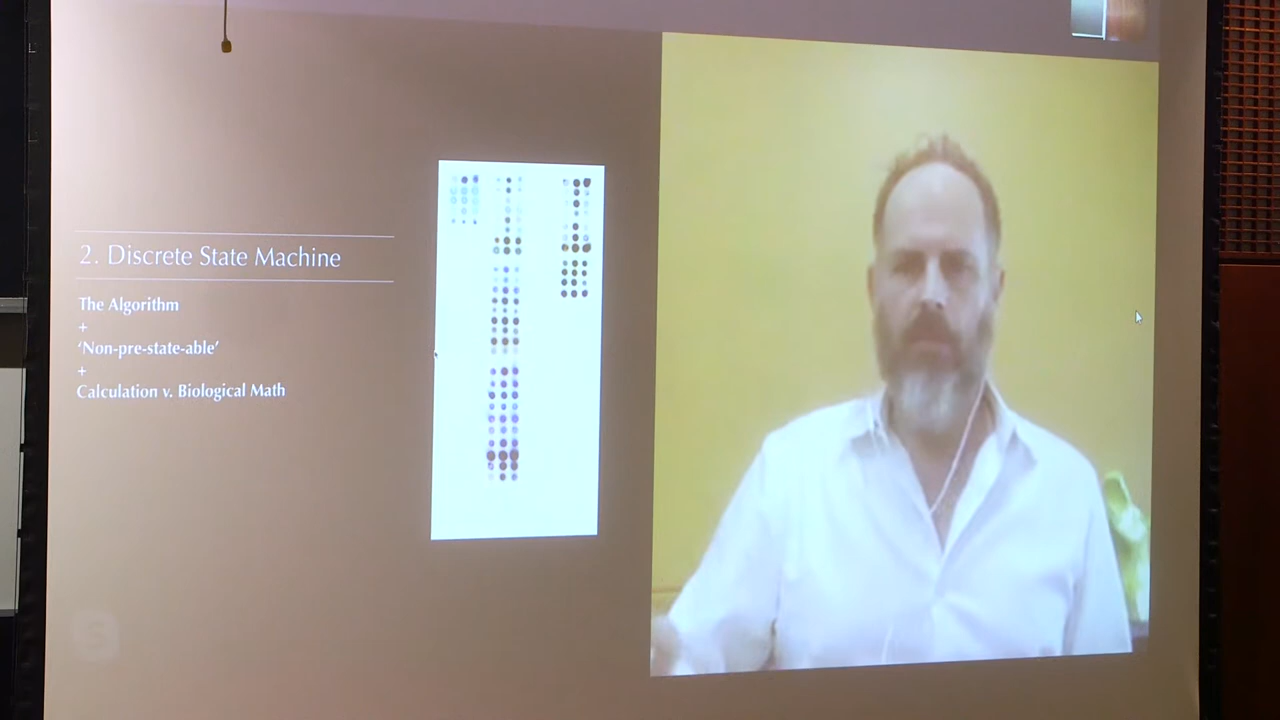 2. Discrete State Machine
The Algorithm
+
‘Non-pre-state-able’
+
Calculation v. Biological Math